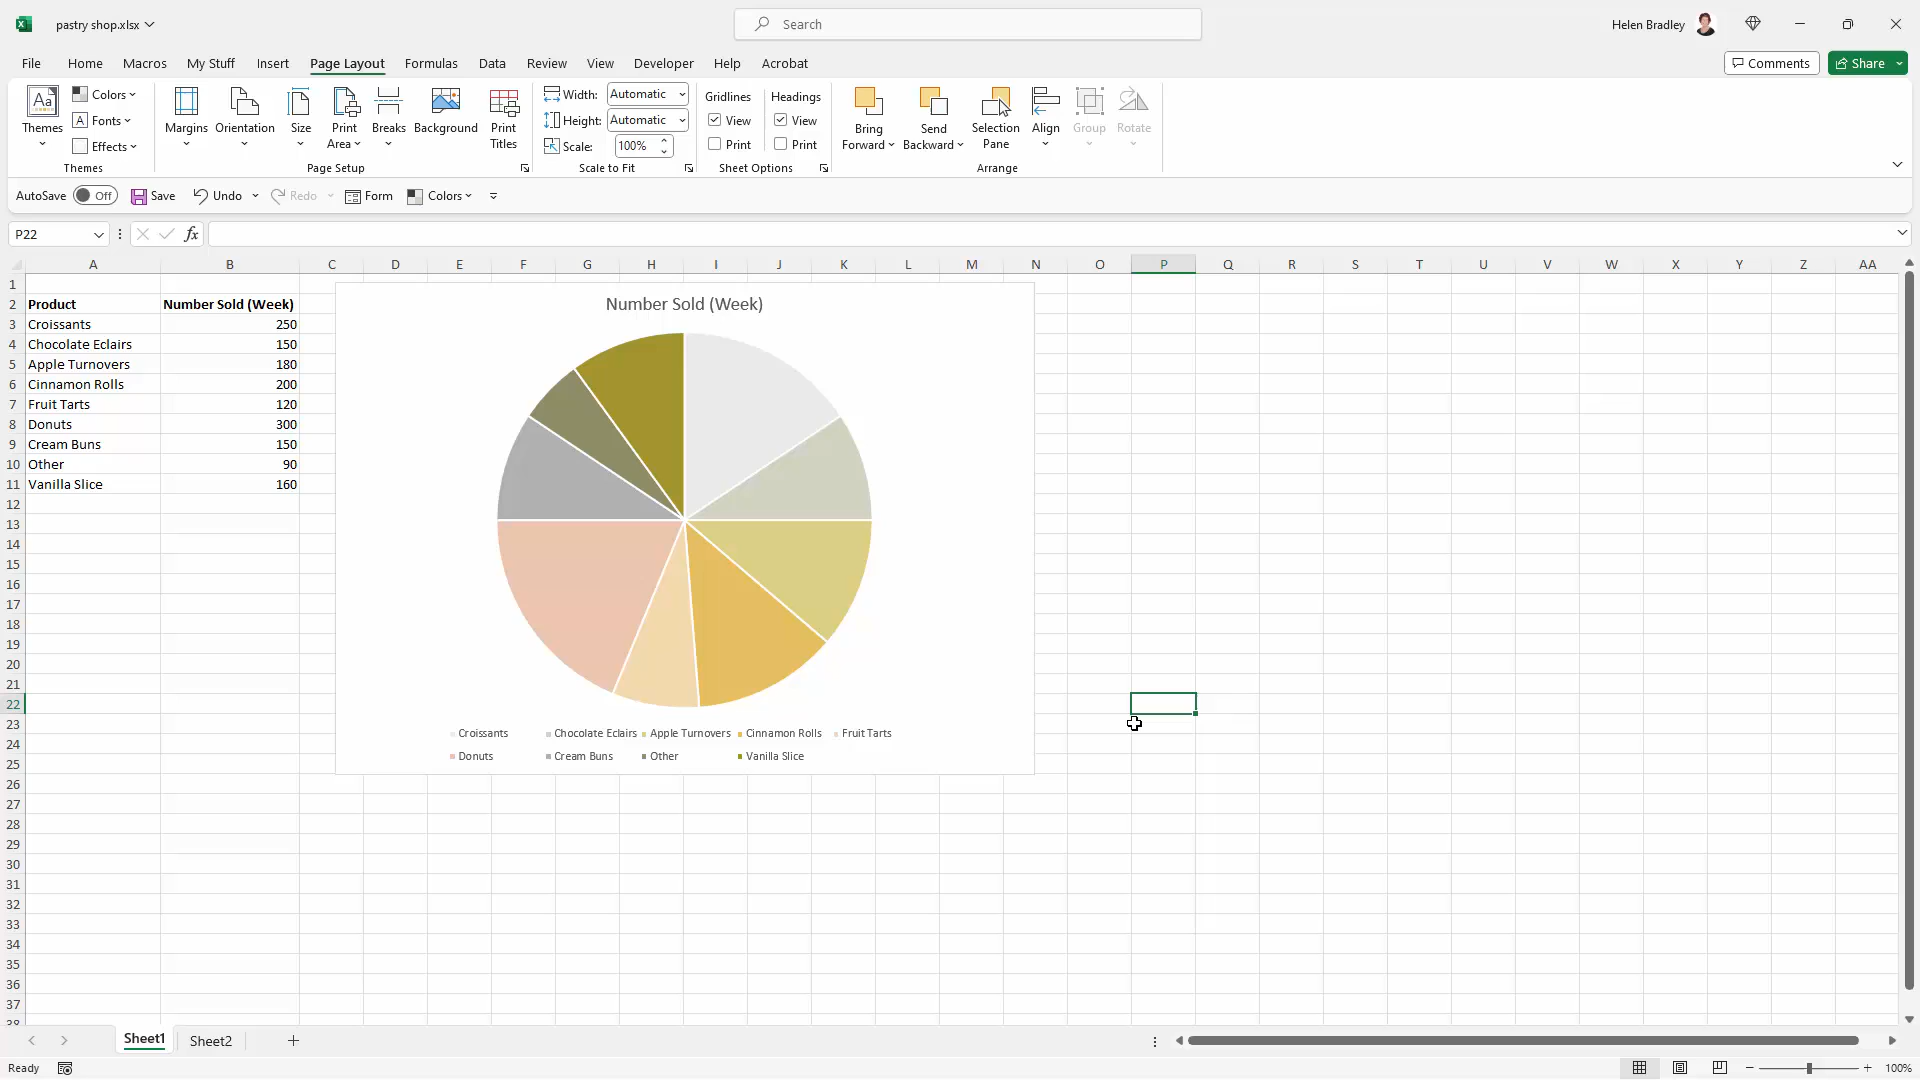 pastry shop.xlsx
Search
Helen Bradley
File Home Macros My Stuff Insert Page Layout Formulas Data Review View Developer Help Acrobat
Comments Share
Aa
Themes
Colors
Fonts
Effects
Themes
Margins Orientation Size Print Area Breaks Background Print Titles
Page Setup
Width: Automatic
Height: Automatic
Scale: 100%
Scale to Fit
Gridlines Headings
View View
Print Print
Sheet Options
Bring Forward Send Backward Selection Pane Align Group Rotate
Arrange
AutoSave Off Save Undo Redo Form Colors
P22 fx
A B C D E F G H I J K L M N O P Q R S T U V W X Y Z AA
1
2 Product Number Sold (Week)
3 Croissants 250
4 Chocolate Eclairs 150
5 Apple Turnovers 180
6 Cinnamon Rolls 200
7 Fruit Tarts 120
8 Donuts 300
9 Cream Buns 150
10 Other 90
11 Vanilla Slice 160
12
13
14
15
16
17
18
19
20
21
22
23
24
25
26
27
28
29
30
31
32
33
34
35
36
37
38
Number Sold (Week)
Croissants Chocolate Eclairs Apple Turnovers Cinnamon Rolls Fruit Tarts
Donuts Cream Buns Other Vanilla Slice
Sheet1 Sheet2
Ready 100%